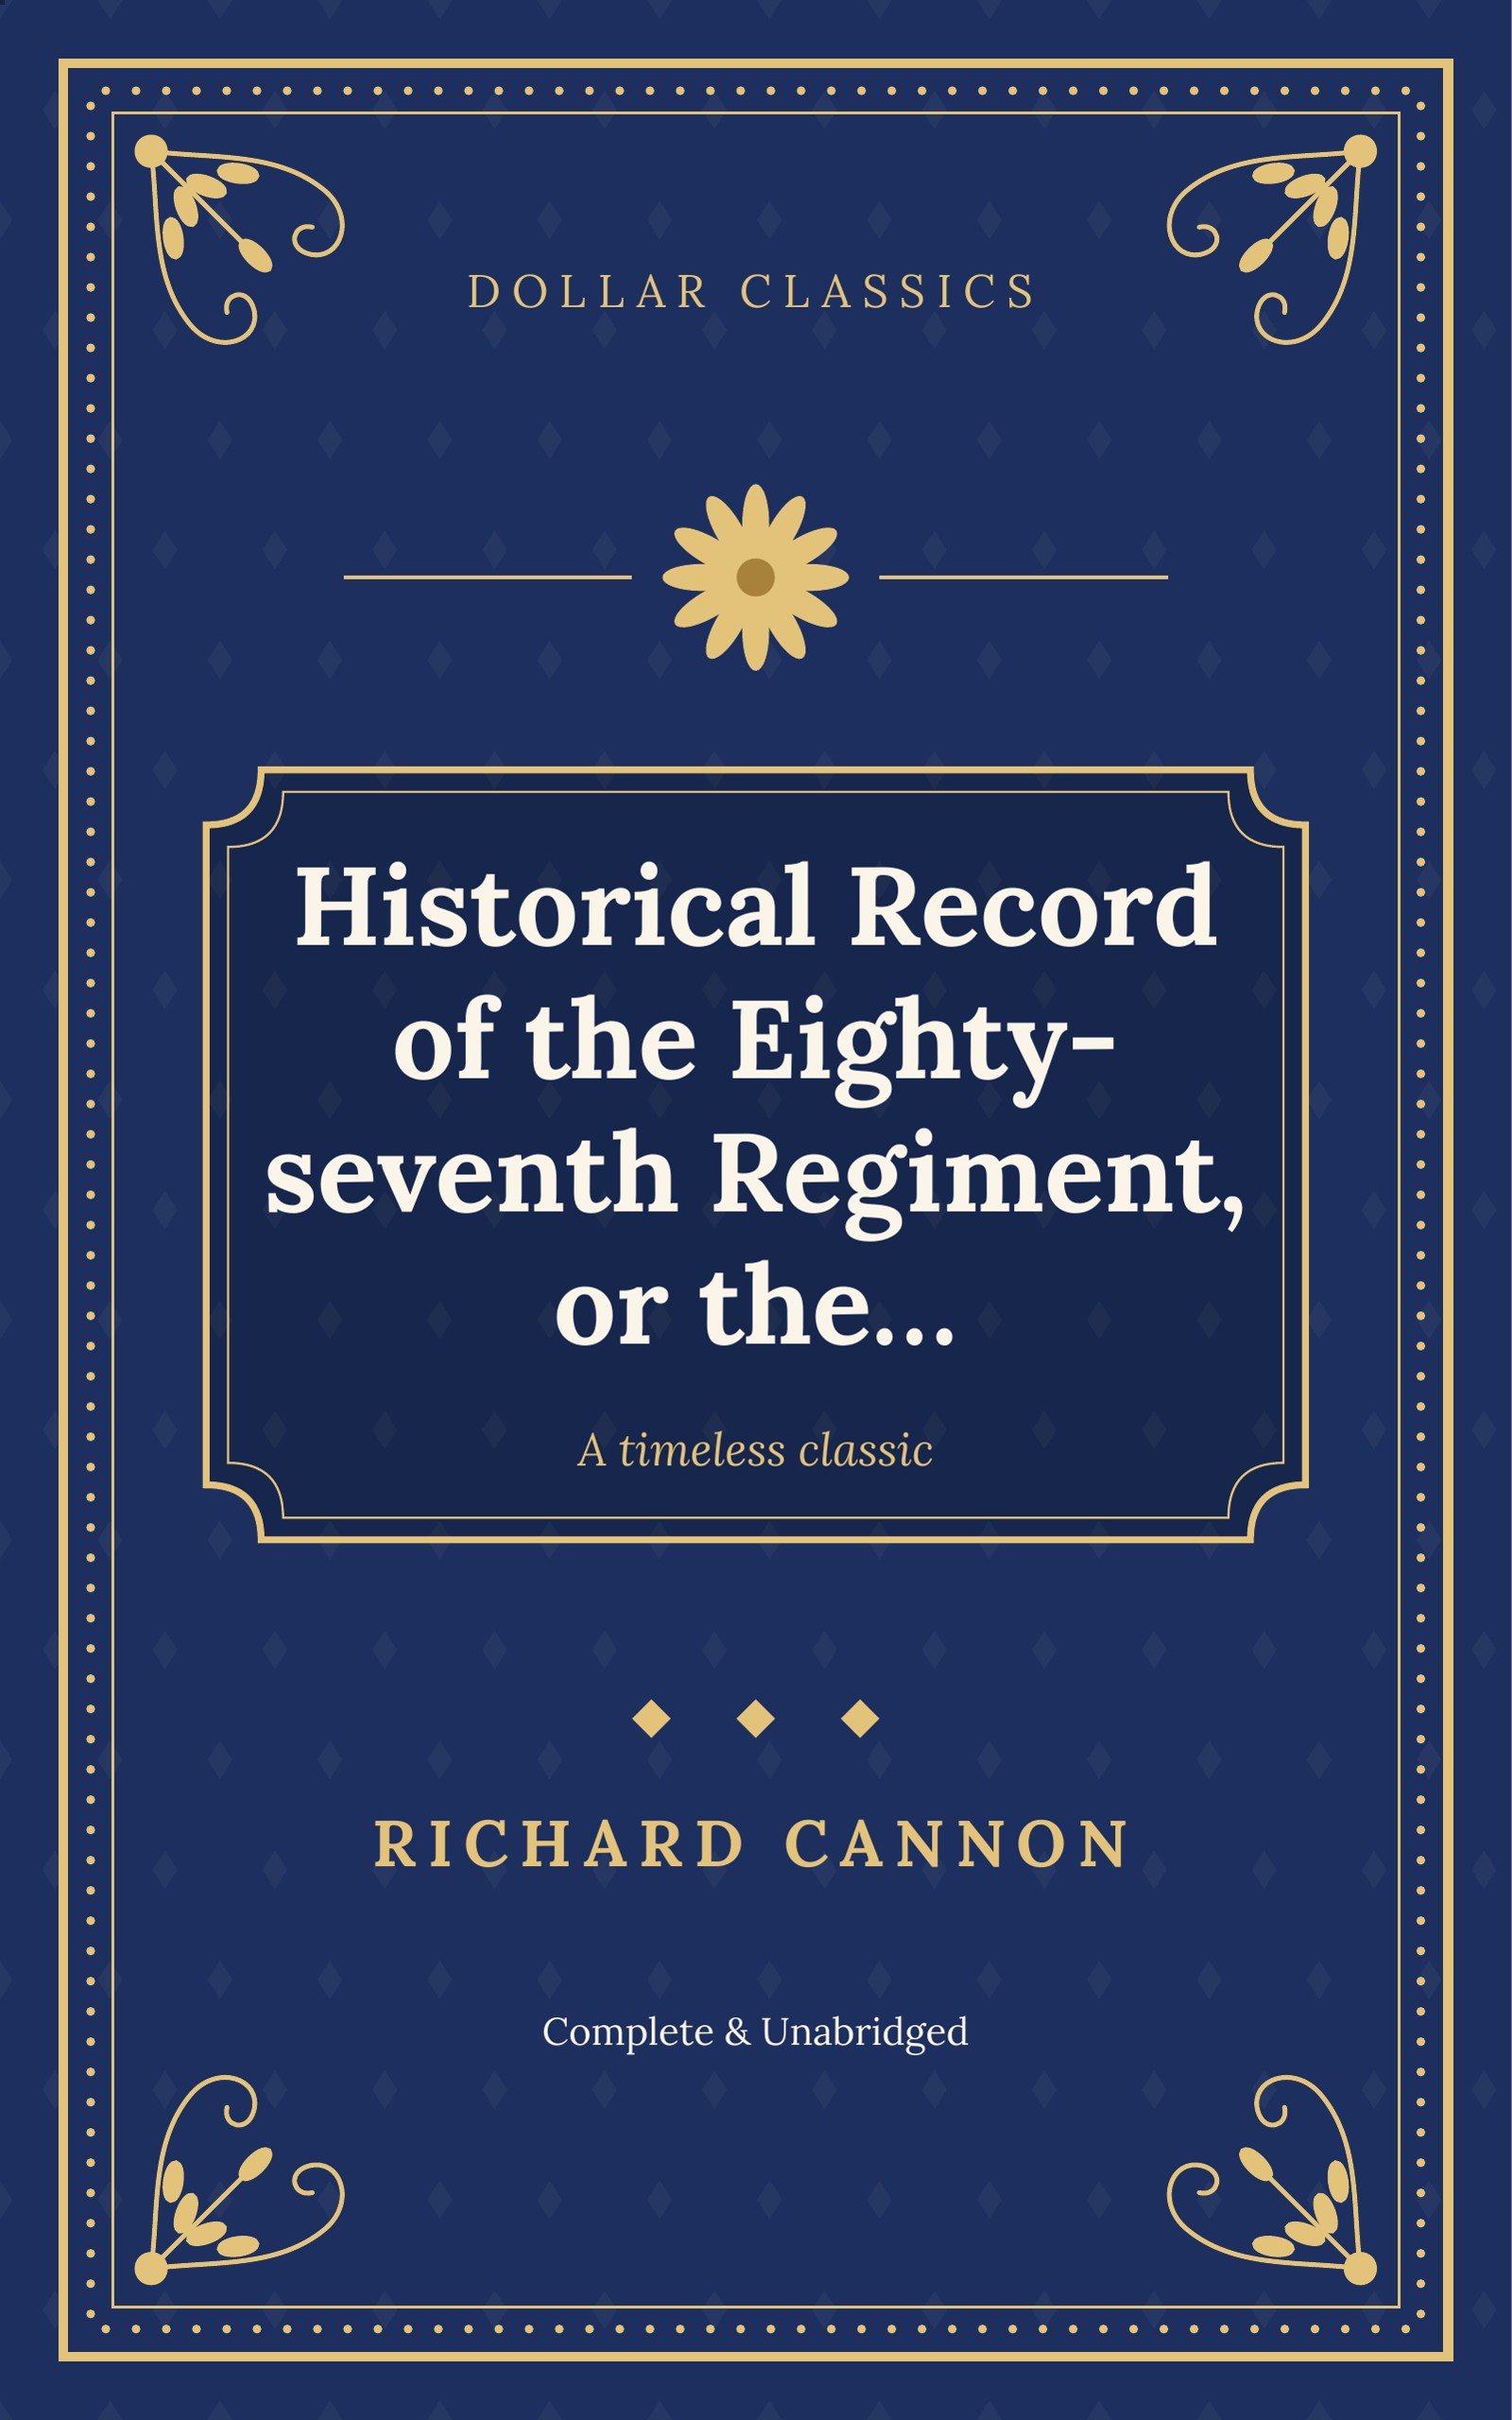 DOLLAR CLASSICS
Historical Record
of the Eighty-
seventh Regiment,
or the...
A timeless classic
RICHARD CANNON
Complete & Unabridged